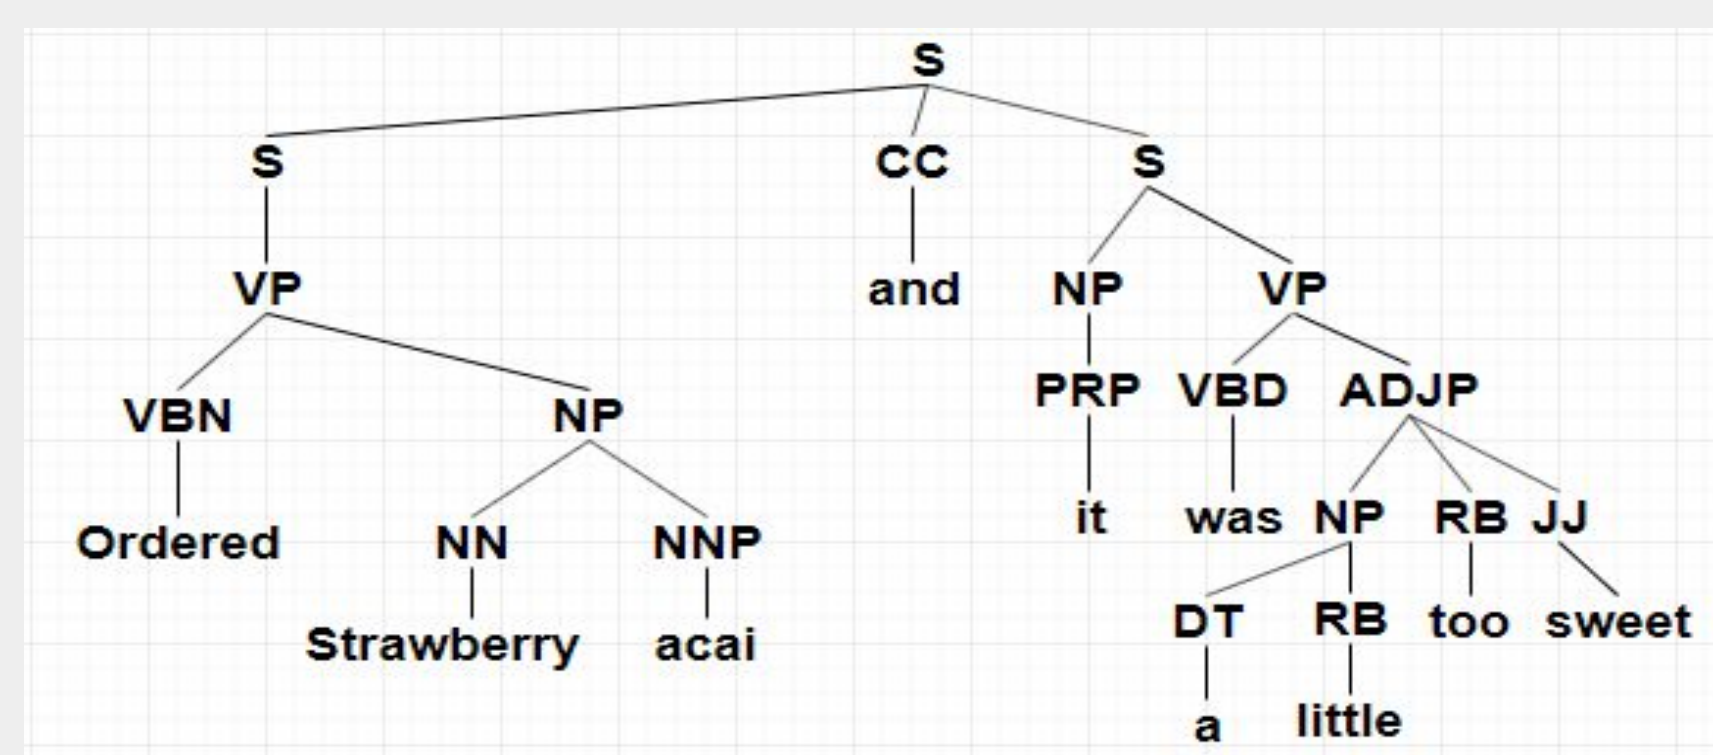 S
S CC S
VP and NP VP
PRP VBD ADJP
VBN NP
it was NP RB JJ
Ordered NN NNP
DT RB too sweet
Strawberry acai
a little